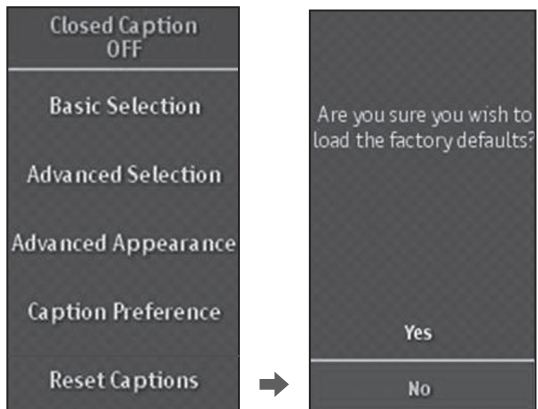 Closed Caption
OFF
Basic Selection
Advanced Selection
Advanced Appearance
Caption Preference
Reset Captions
Are you sure you wish to
load the factory defaults?
Yes
No